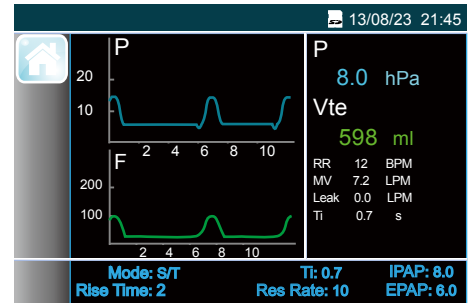 13/08/23 21:45
P
20
10
2 4 6 8 10
F
200
100
2 4 6 8 10
P
8.0 hPa
Vte
598 ml
RR 12 BPM
MV 7.2 LPM
Leak 0.0 LPM
Ti 0.7 s
Mode: S/T Ti: 0.7 IPAP: 8.0
Rise Time: 2 Res Rate: 10 EPAP: 6.0